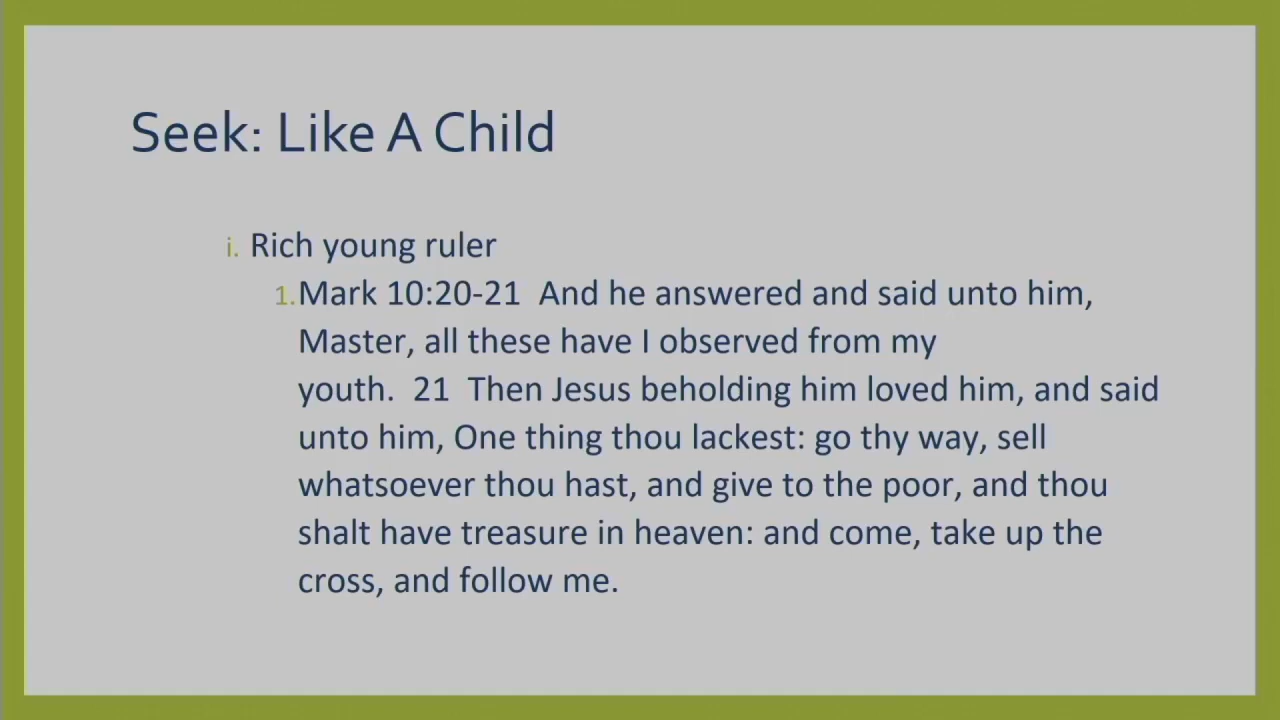 Seek: Like A Child
i. Rich young ruler
1. Mark 10:20-21  And he answered and said unto him,
Master, all these have I observed from my
youth.  21  Then Jesus beholding him loved him, and said
unto him, One thing thou lackest: go thy way, sell
whatsoever thou hast, and give to the poor, and thou
shalt have treasure in heaven: and come, take up the
cross, and follow me.